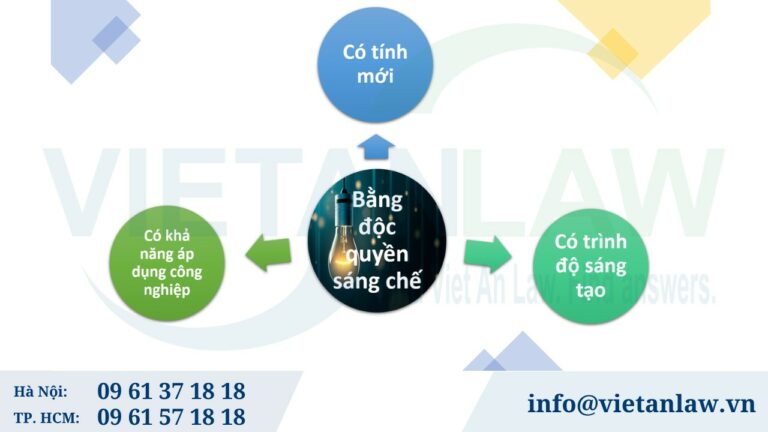 Có tính
mới
VIETANLAW
Bằng
độc
quyền
sáng chế
Có khả
năng áp
dụng công
nghiệp
Có trình
độ sáng
tạo
Viet An Law. Find answers.
Hà Nội: 09 61 37 18 18
TP. HCM: 09 61 57 18 18
info@vietanlaw.vn